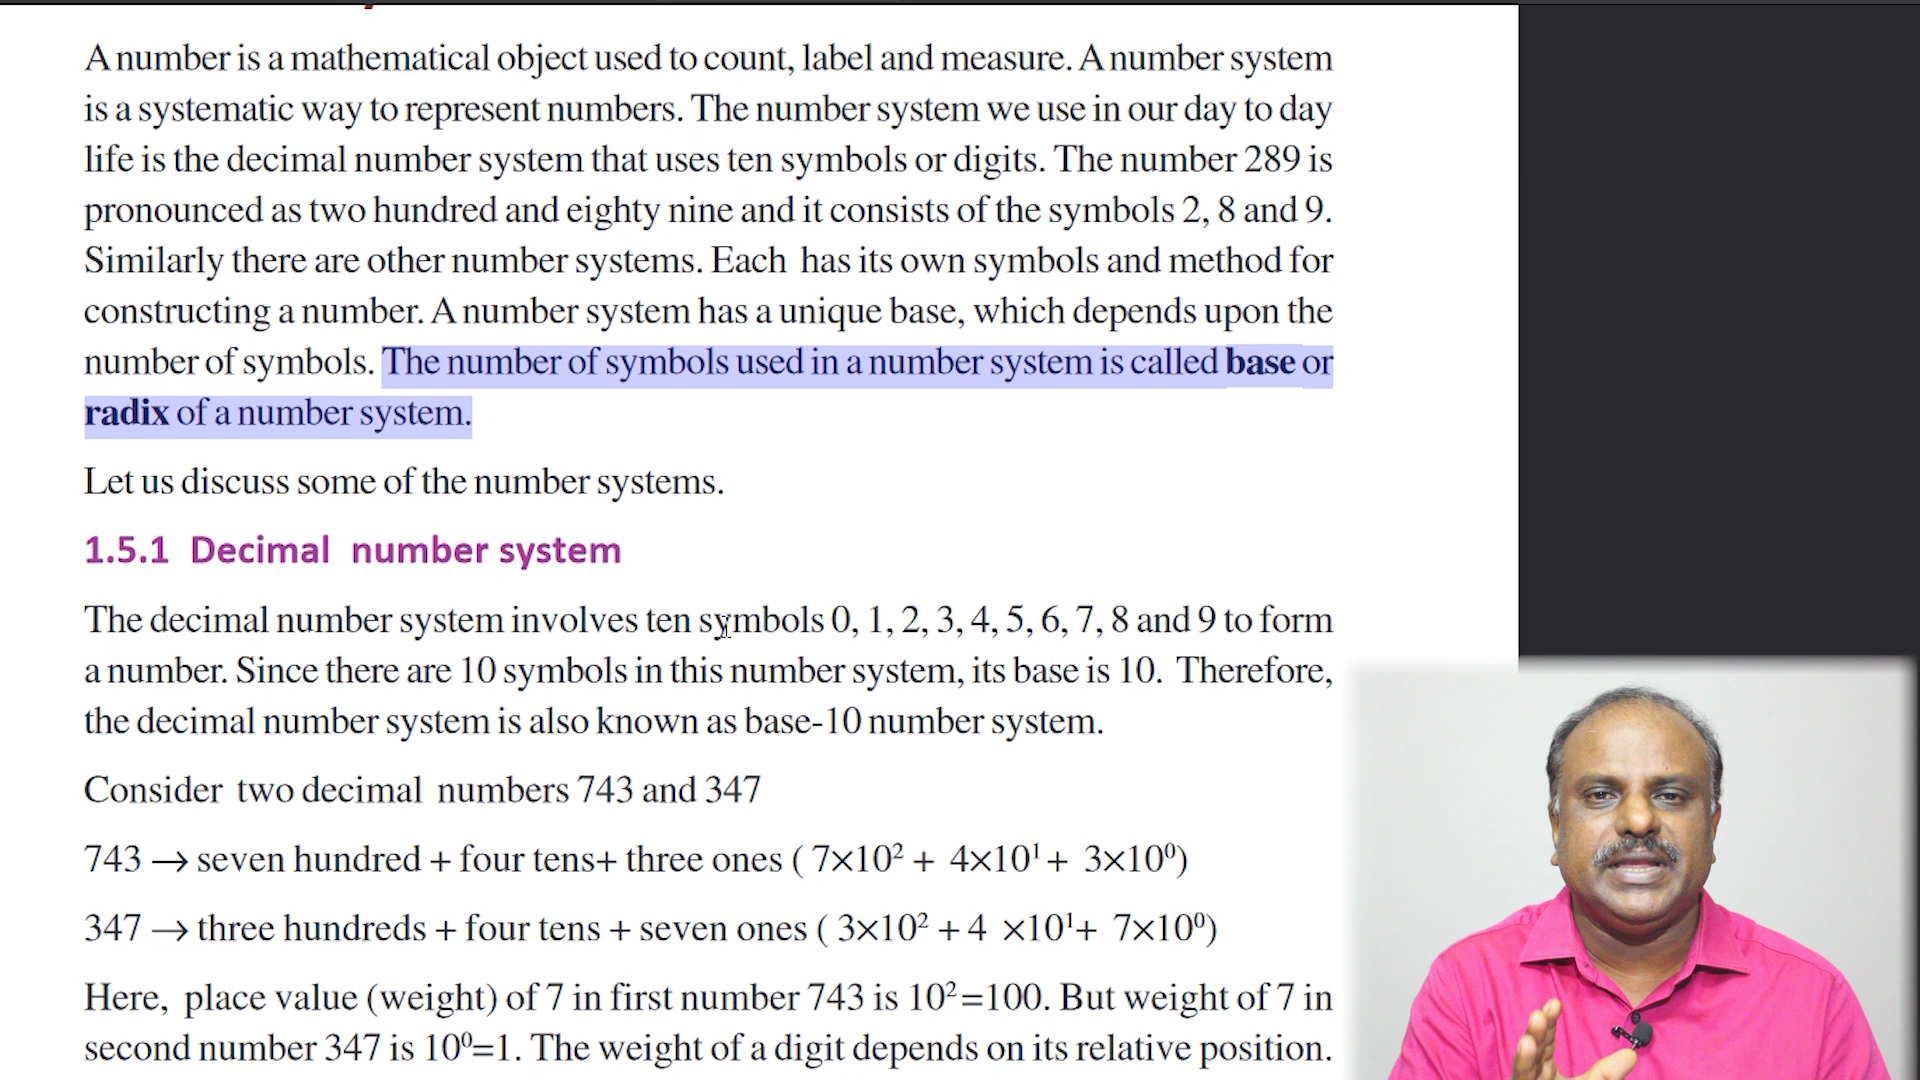 A number is a mathematical object used to count, label and measure. A number system
is a systematic way to represent numbers. The number system we use in our day to day
life is the decimal number system that uses ten symbols or digits. The number 289 is
pronounced as two hundred and eighty nine and it consists of the symbols 2, 8 and 9.
Similarly there are other number systems. Each has its own symbols and method for
constructing a number. A number system has a unique base, which depends upon the
number of symbols. The number of symbols used in a number system is called base or
radix of a number system.
Let us discuss some of the number systems.
1.5.1 Decimal number system
The decimal number system involves ten symbols 0, 1, 2, 3, 4, 5, 6, 7, 8 and 9 to form
a number. Since there are 10 symbols in this number system, its base is 10. Therefore,
the decimal number system is also known as base-10 number system.
Consider two decimal numbers 743 and 347
743 → seven hundred + four tens+ three ones ( 7×10² + 4×10¹ + 3×10⁰)
347 → three hundreds + four tens + seven ones ( 3×10² + 4 ×10¹+ 7×10⁰)
Here, place value (weight) of 7 in first number 743 is 10²=100. But weight of 7 in
second number 347 is 10⁰=1. The weight of a digit depends on its relative position.